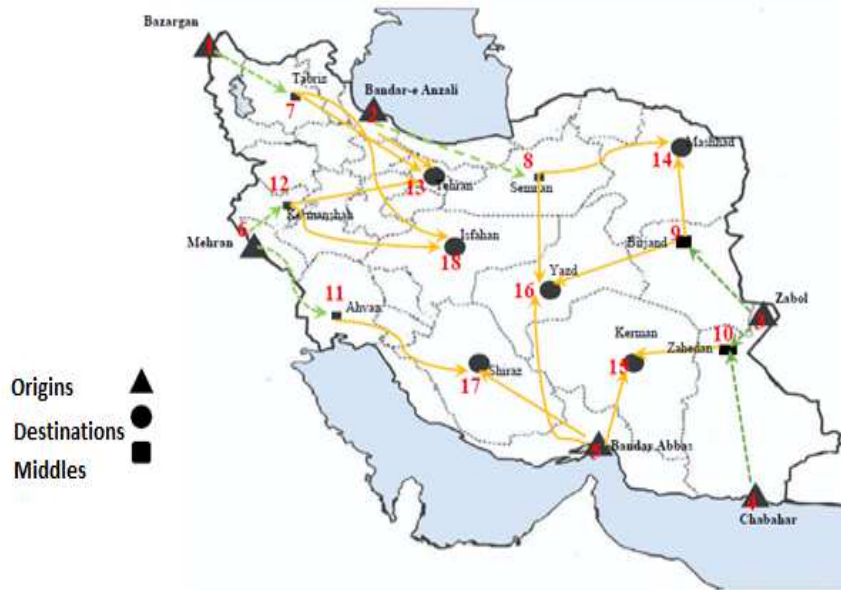 Bazargan
1
Tabriz
7
Bandar-e Anzali
2
8
Semnan
Mashhad
14
13
Tehran
12
Kermanshah
6
Mehran
Isfahan
18
9
Birjand
Yazd
16
11
Ahvan
Zabol
3
10
Zahedan
Kerman
15
17
Shiraz
5
Bandar Abbas
4
Chabahar
Origins
Destinations
Middles